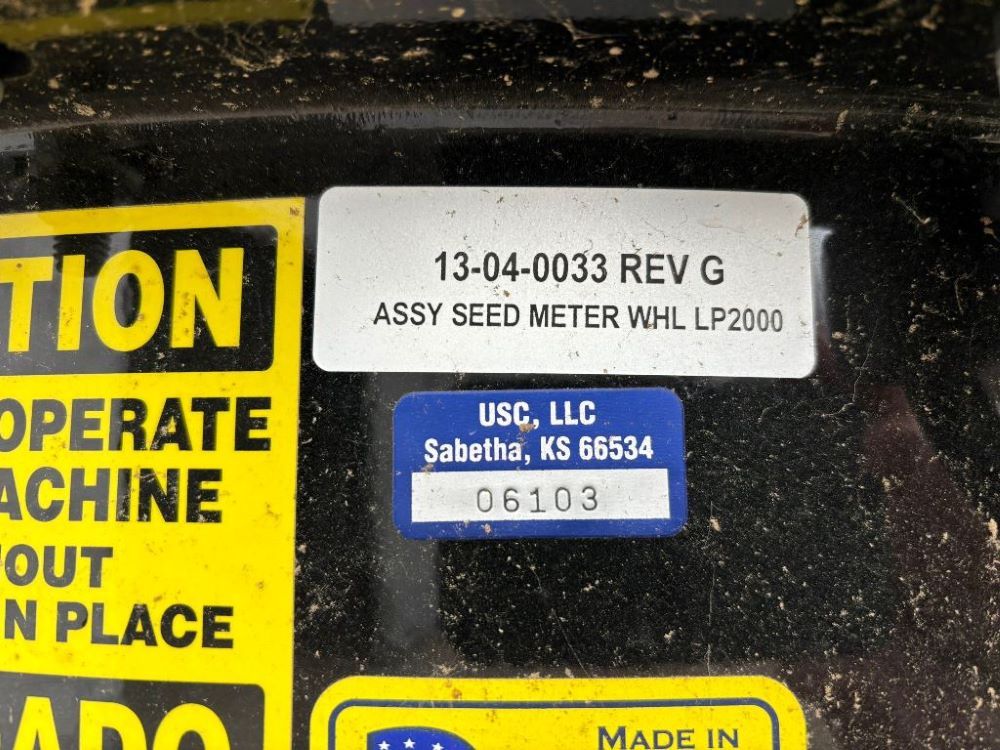 TION
OPERATE
ACHINE
OUT
N PLACE
ADO
13-04-0033 REV G
ASSY SEED METER WHL LP2000
USC, LLC
Sabetha, KS 66534
06103
MADE IN